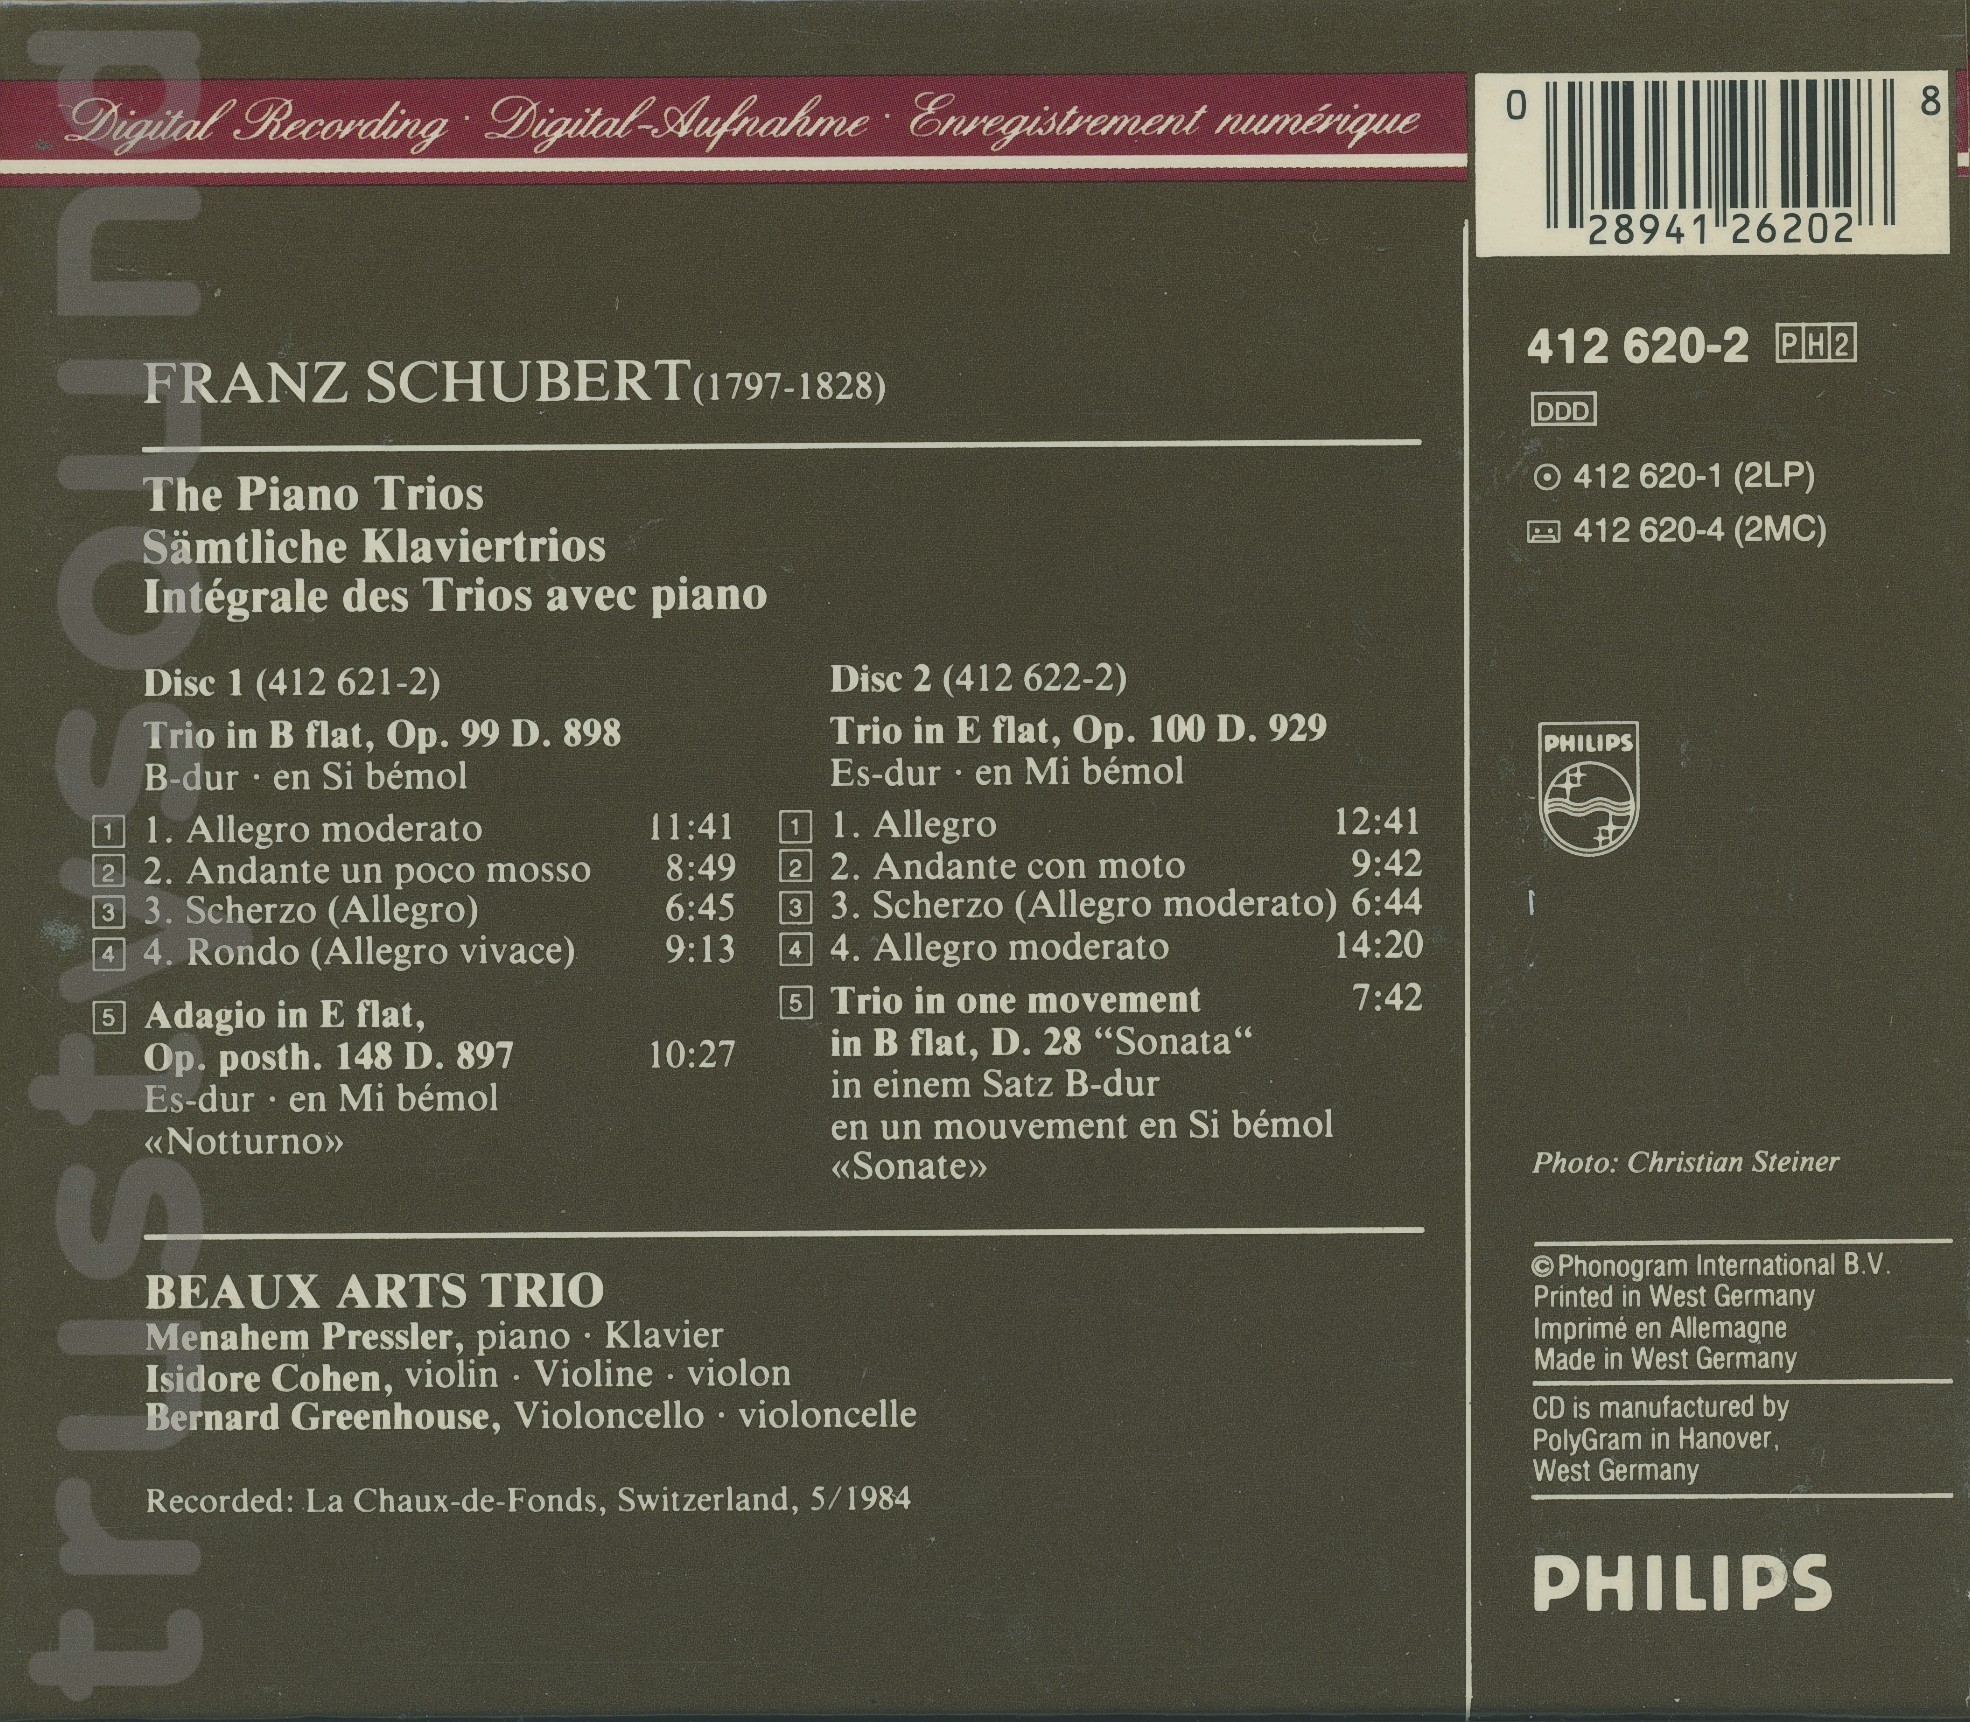 Digital Recording · Digital-Aufnahme · Enregistrement numérique
0 28941 26202 8
FRANZ SCHUBERT (1797-1828)
The Piano Trios
Sämtliche Klaviertrios
Intégrale des Trios avec piano
Disc 1 (412 621-2)
Trio in B flat, Op. 99 D. 898
B-dur · en Si bémol
1 1. Allegro moderato 11:41
2 2. Andante un poco mosso 8:49
3 3. Scherzo (Allegro) 6:45
4 4. Rondo (Allegro vivace) 9:13
5 Adagio in E flat,
Op. posth. 148 D. 897 10:27
Es-dur · en Mi bémol
«Notturno»
Disc 2 (412 622-2)
Trio in E flat, Op. 100 D. 929
Es-dur · en Mi bémol
1 1. Allegro 12:41
2 2. Andante con moto 9:42
3 3. Scherzo (Allegro moderato) 6:44
4 4. Allegro moderato 14:20
5 Trio in one movement 7:42
in B flat, D. 28 “Sonata“
in einem Satz B-dur
en un mouvement en Si bémol
«Sonate»
BEAUX ARTS TRIO
Menahem Pressler, piano · Klavier
Isidore Cohen, violin · Violine · violon
Bernard Greenhouse, Violoncello · violoncelle
Recorded: La Chaux-de-Fonds, Switzerland, 5/1984
412 620-2 PH2
DDD
412 620-1 (2LP)
412 620-4 (2MC)
PHILIPS
Photo: Christian Steiner
© Phonogram International B.V.
Printed in West Germany
Imprimé en Allemagne
Made in West Germany
CD is manufactured by
PolyGram in Hanover,
West Germany
PHILIPS
trustwsound